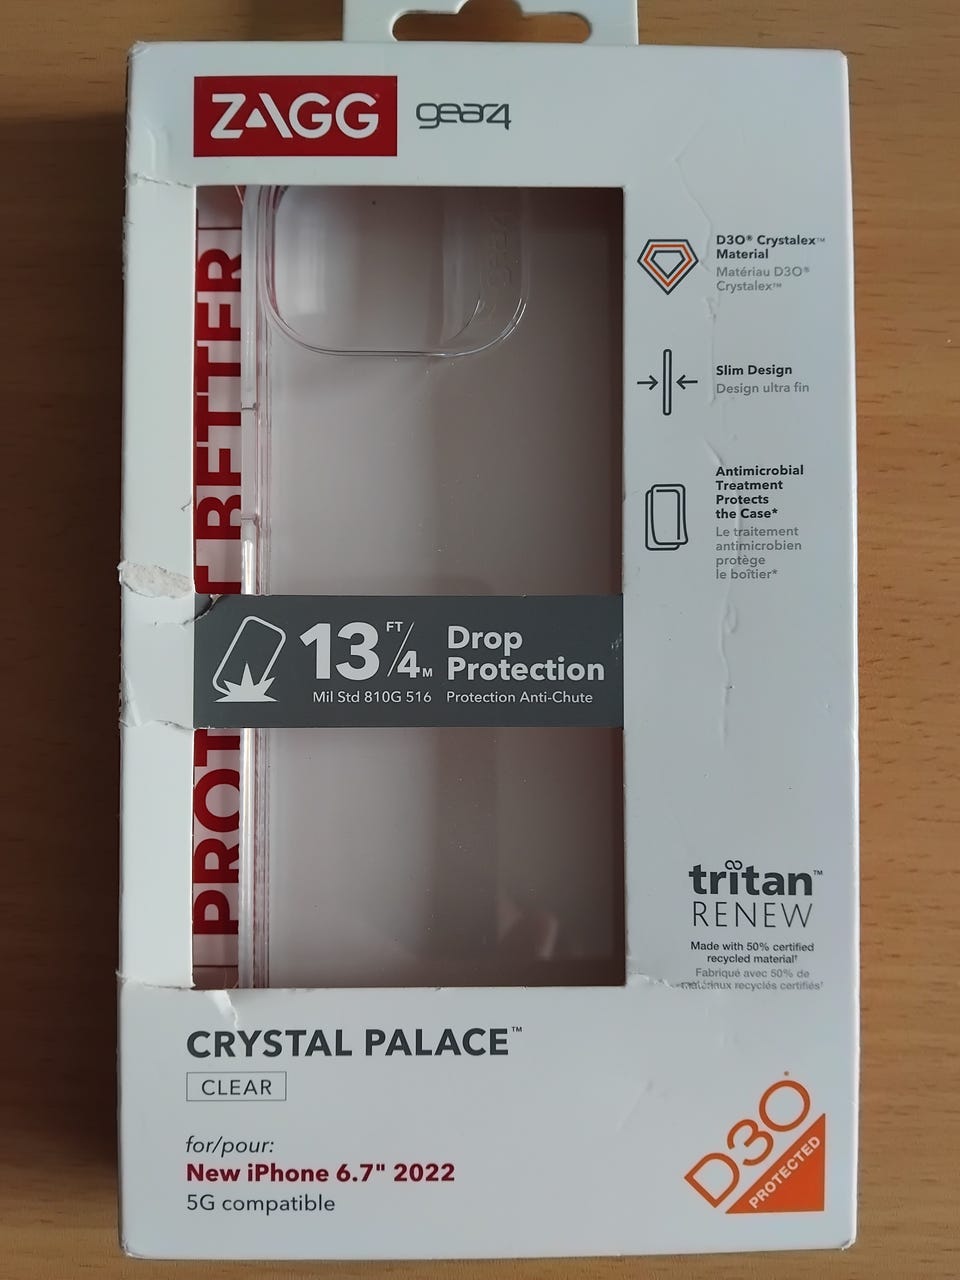 ZAGG gear4
D3O® Crystalex™
Material
Matériau D3O®
Crystalex™
Slim Design
Design ultra fin
Antimicrobial
Treatment
Protects
the Case*
Le traitement
antimicrobien
protège
le boîtier*
BETTER
13 FT/4 M Drop
Protection
Mil Std 810G 516 Protection Anti-Chute
tritan™
RENEW
Made with 50% certified
recycled material†
Fabriqué avec 50% de
matériaux recyclés certifiés†
CRYSTAL PALACE™
CLEAR
for/pour:
New iPhone 6.7" 2022
5G compatible
D3O®
PROTECTED